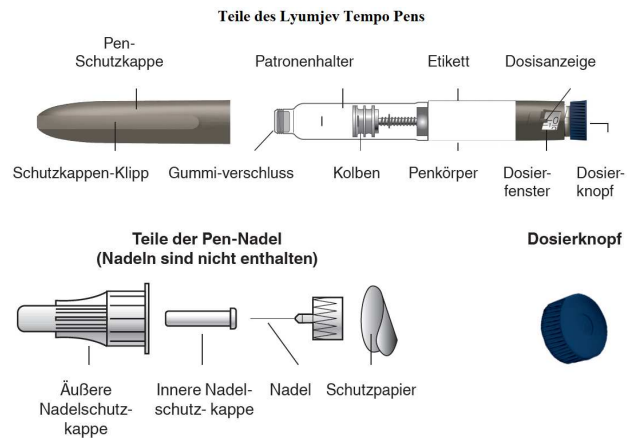 Teile des Lyumjev Tempo Pens
Pen-
Schutzkappe
Patronenhalter
Etikett
Dosisanzeige
Schutzkappen-Klipp
Gummi-verschluss
Kolben
Penkörper
Dosier-
fenster
Dosier-
knopf
Teile der Pen-Nadel
(Nadeln sind nicht enthalten)
Dosierknopf
Äußere
Nadelschutz-
kappe
Innere Nadel-
schutz- kappe
Nadel
Schutzpapier